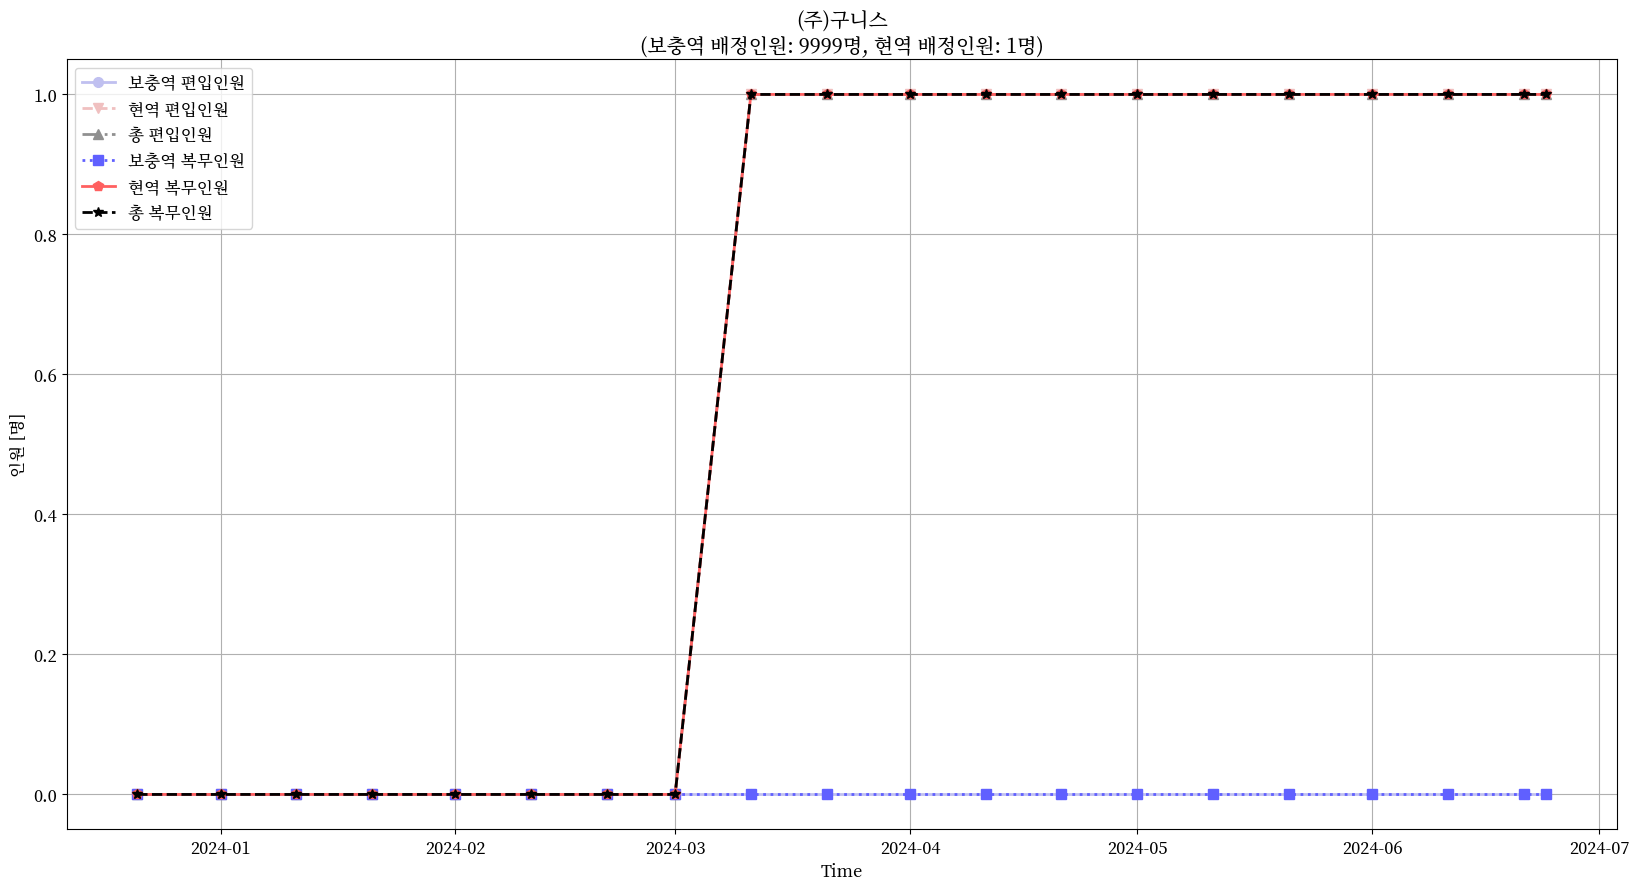 (주)구니스
(보충역 배정인원: 9999명, 현역 배정인원: 1명)
보충역 편입인원
현역 편입인원
총 편입인원
보충역 복무인원
현역 복무인원
총 복무인원
1.0
0.8
0.6
0.4
0.2
0.0
인원 [명]
2024-01
2024-02
2024-03
2024-04
2024-05
2024-06
2024-07
Time